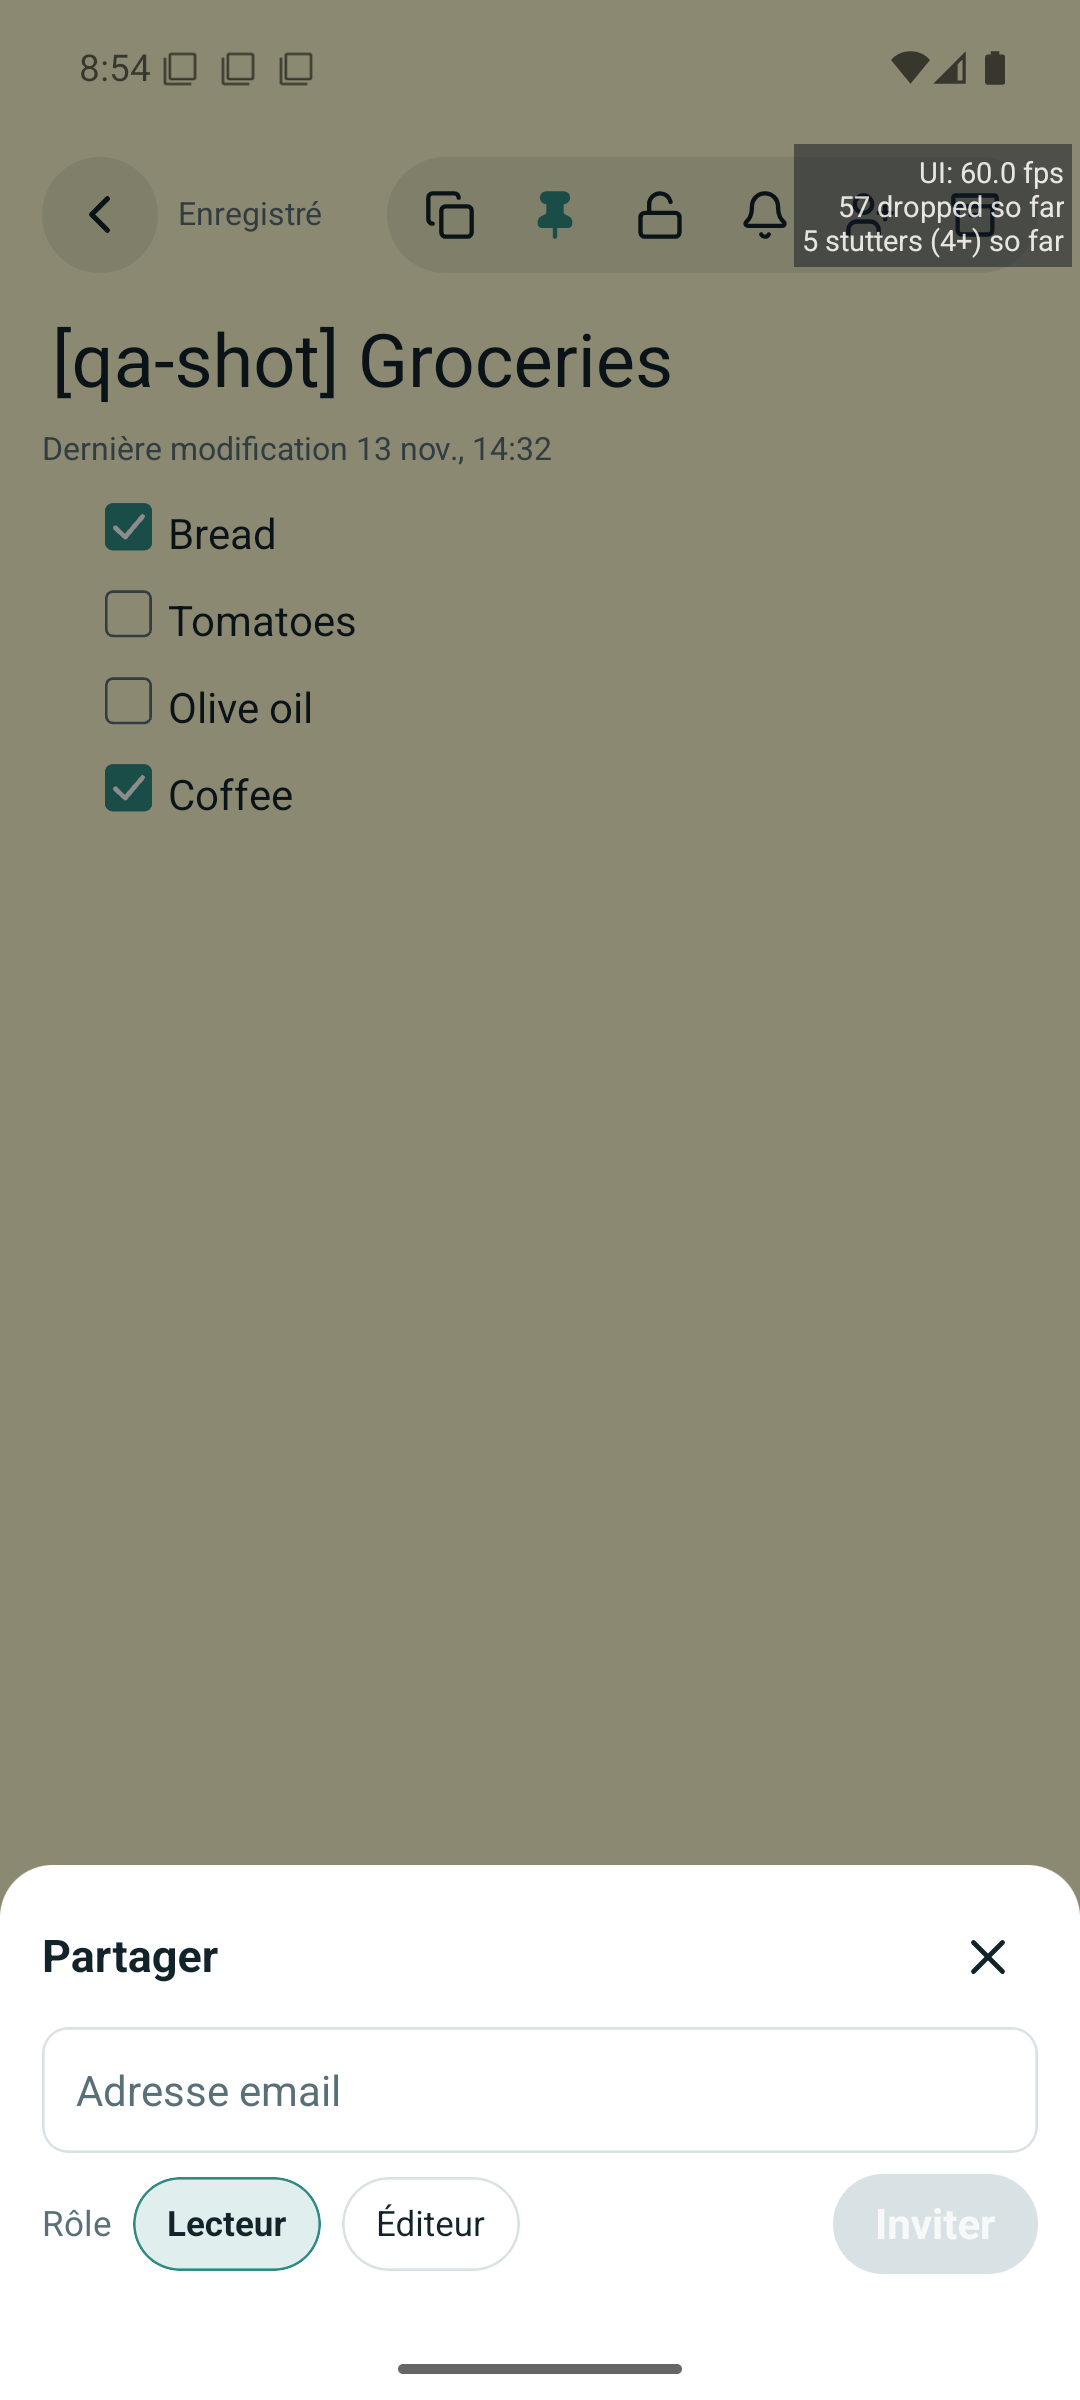 8:54
UI: 60.0 fps
57 dropped so far
5 stutters (4+) so far
Enregistré
[qa-shot] Groceries
Dernière modification 13 nov., 14:32
Bread
Tomatoes
Olive oil
Coffee
Partager
Adresse email
Rôle
Lecteur
Éditeur
Inviter